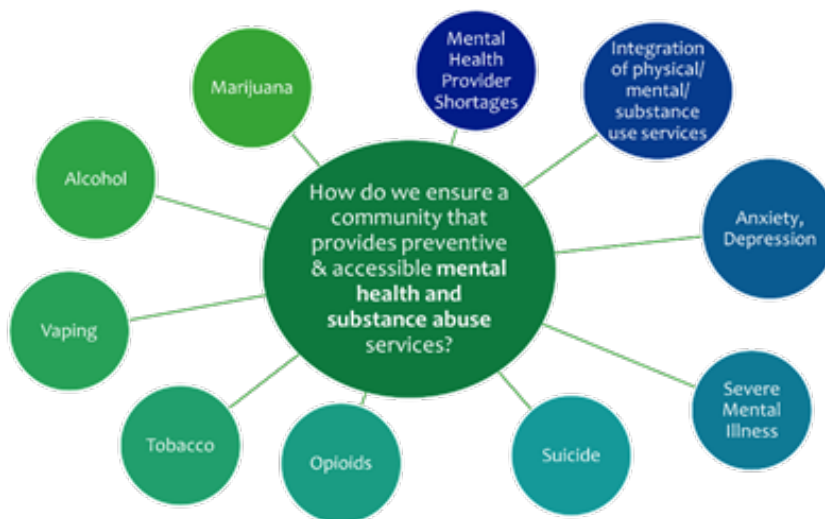 Mental
Health
Provider
Shortages
Integration
of physical/
mental/
substance
use services
Anxiety,
Depression
Severe
Mental
Illness
Suicide
Opioids
Tobacco
Vaping
Alcohol
Marijuana
How do we ensure a
community that
provides preventive
& accessible mental
health and
substance abuse
services?